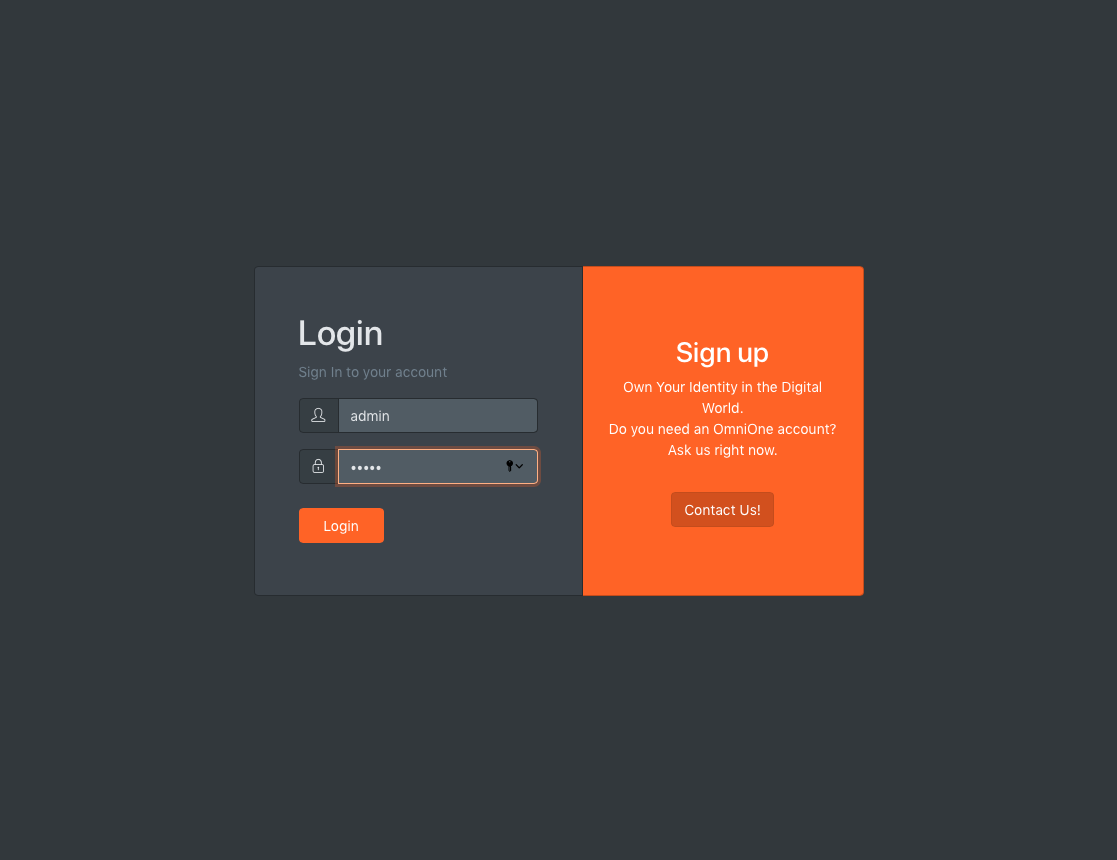 Login
Sign In to your account
admin
•••••
Login
Sign up
Own Your Identity in the Digital
World.
Do you need an OmniOne account?
Ask us right now.
Contact Us!